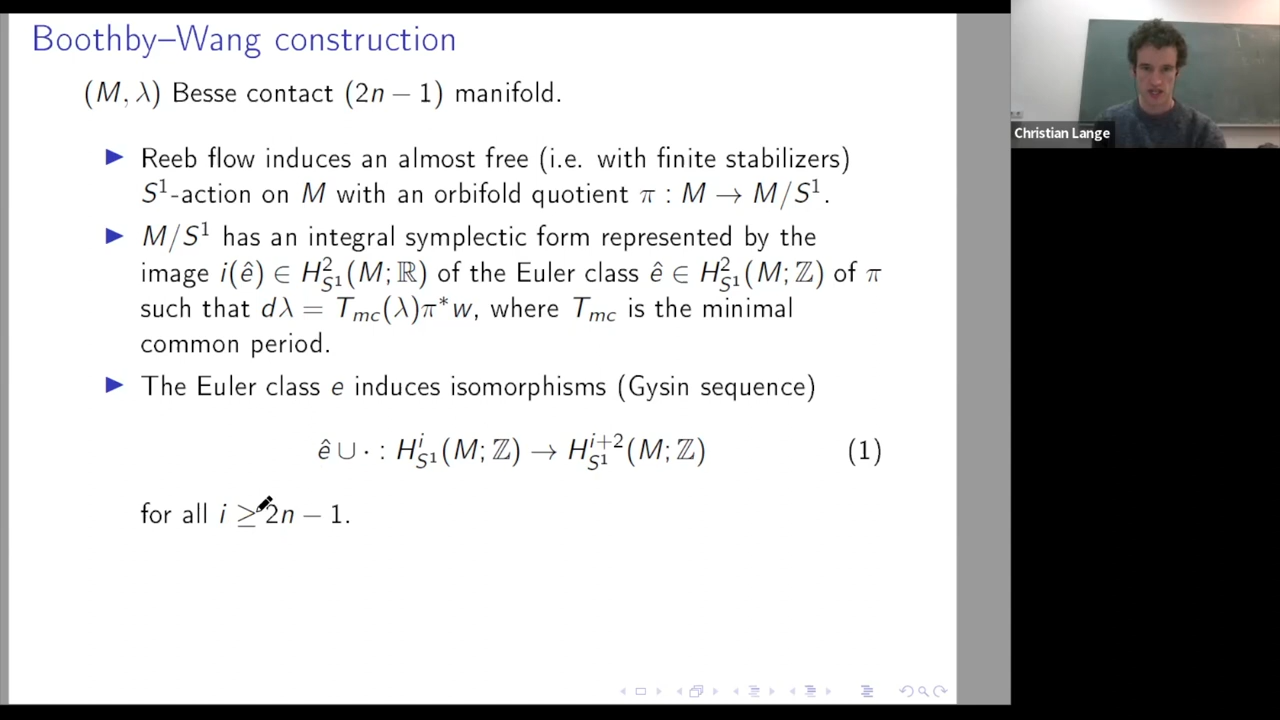 Boothby–Wang construction
(M, λ) Besse contact (2n − 1) manifold.
▶ Reeb flow induces an almost free (i.e. with finite stabilizers)
S¹-action on M with an orbifold quotient π : M → M/S¹.
▶ M/S¹ has an integral symplectic form represented by the
image i(ê) ∈ H²_{S¹}(M; ℝ) of the Euler class ê ∈ H²_{S¹}(M; ℤ) of π
such that dλ = T_{mc}(λ)π*w, where T_{mc} is the minimal
common period.
▶ The Euler class e induces isomorphisms (Gysin sequence)
ê ∪ · : H^i_{S¹}(M; ℤ) → H^{i+2}_{S¹}(M; ℤ) (1)
for all i ≥ 2n − 1.
Christian Lange